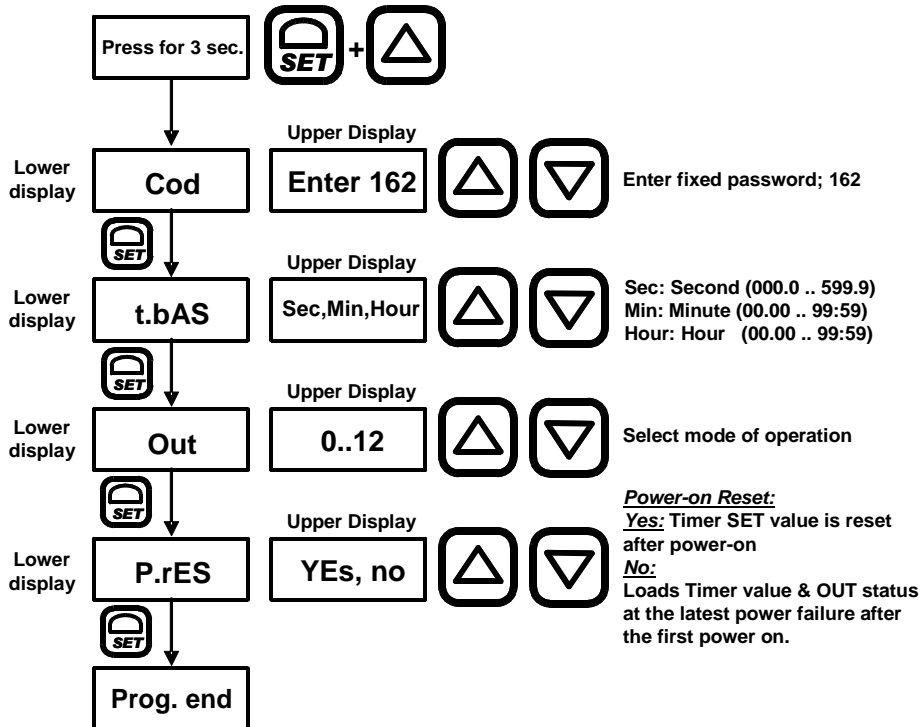 Press for 3 sec.
SET
+
Upper Display
Lower
display
Cod
Enter 162
Enter fixed password; 162
SET
Upper Display
Lower
display
t.bAS
Sec,Min,Hour
Sec: Second (000.0 .. 599.9)
Min: Minute (00.00 .. 99:59)
Hour: Hour (00.00 .. 99:59)
SET
Upper Display
Lower
display
Out
0..12
Select mode of operation
SET
Upper Display
Lower
display
P.rES
YEs, no
Power-on Reset:
Yes: Timer SET value is reset
after power-on
No:
Loads Timer value & OUT status
at the latest power failure after
the first power on.
SET
Prog. end